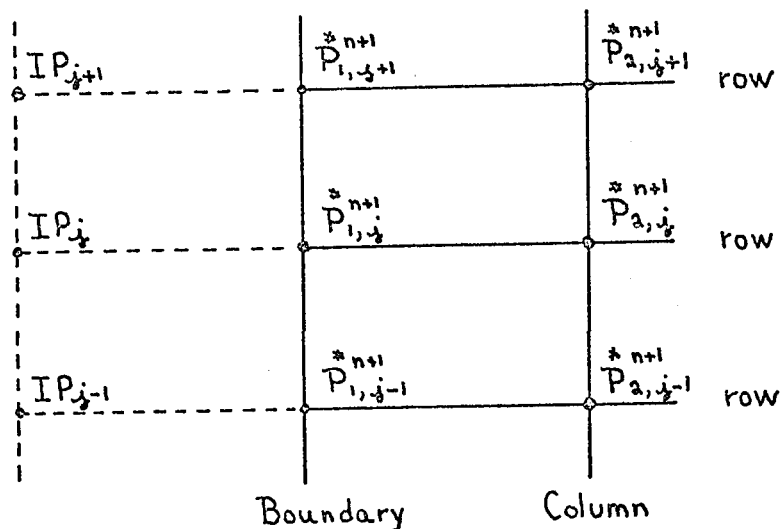 IP_{j+1} P^{*n+1}_{1,j+1} P^{*n+1}_{2,j+1} row
IP_j P^{*n+1}_{1,j} P^{*n+1}_{2,j} row
IP_{j-1} P^{*n+1}_{1,j-1} P^{*n+1}_{2,j-1} row
Boundary Column